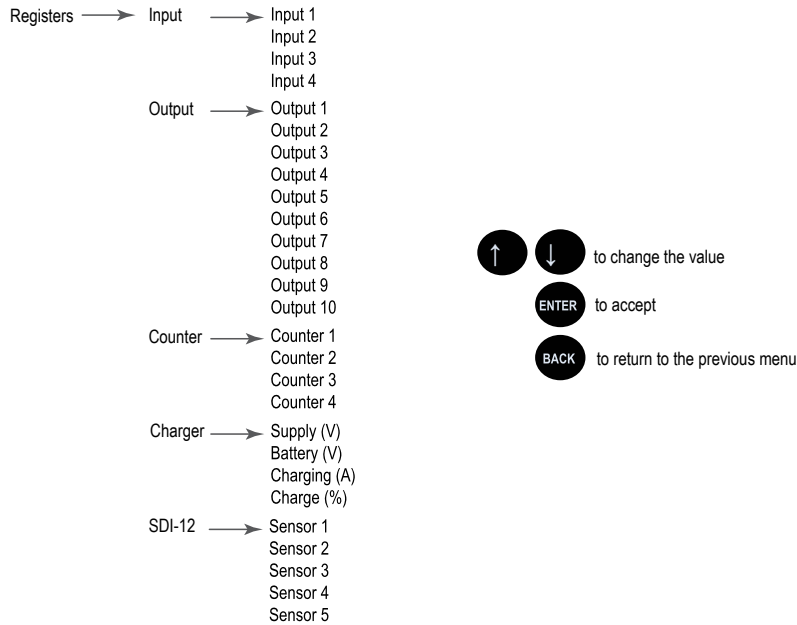 Registers Input Input 1
Input 2
Input 3
Input 4
Output Output 1
Output 2
Output 3
Output 4
Output 5
Output 6
Output 7
Output 8
Output 9
Output 10
Counter Counter 1
Counter 2
Counter 3
Counter 4
Charger Supply (V)
Battery (V)
Charging (A)
Charge (%)
SDI-12 Sensor 1
Sensor 2
Sensor 3
Sensor 4
Sensor 5
↑ ↓ to change the value
ENTER to accept
BACK to return to the previous menu